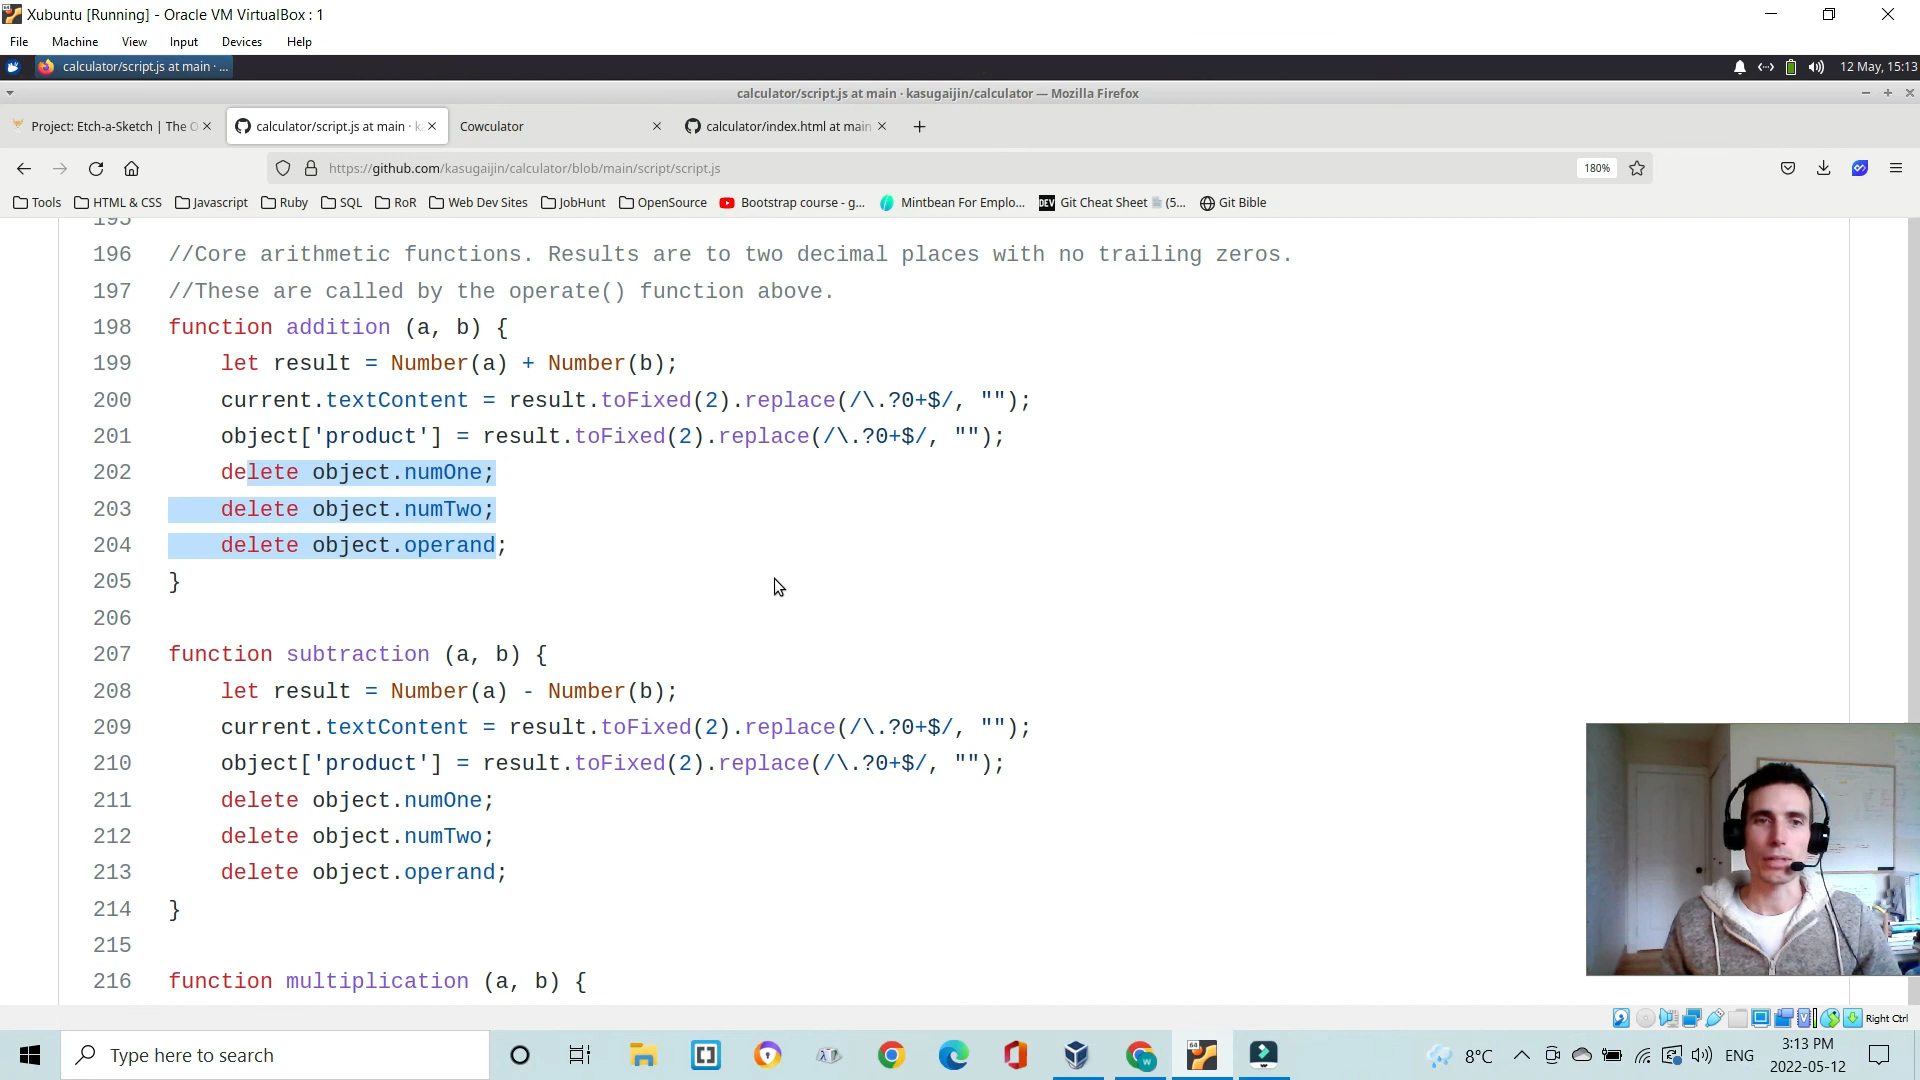 Xubuntu [Running] - Oracle VM VirtualBox : 1
File Machine View Input Devices Help
calculator/script.js at main · ...
12 May, 15:13
calculator/script.js at main · kasugaijin/calculator — Mozilla Firefox
Project: Etch-a-Sketch | The O
calculator/script.js at main · k
Cowculator
calculator/index.html at main
https://github.com/kasugaijin/calculator/blob/main/script/script.js
180%
Tools HTML & CSS Javascript Ruby SQL RoR Web Dev Sites JobHunt OpenSource Bootstrap course - g... Mintbean For Emplo... DEV Git Cheat Sheet (5... Git Bible
195
196 //Core arithmetic functions. Results are to two decimal places with no trailing zeros.
197 //These are called by the operate() function above.
198 function addition (a, b) {
199 let result = Number(a) + Number(b);
200 current.textContent = result.toFixed(2).replace(/\.?0+$/, "");
201 object['product'] = result.toFixed(2).replace(/\.?0+$/, "");
202 delete object.numOne;
203 delete object.numTwo;
204 delete object.operand;
205 }
206
207 function subtraction (a, b) {
208 let result = Number(a) - Number(b);
209 current.textContent = result.toFixed(2).replace(/\.?0+$/, "");
210 object['product'] = result.toFixed(2).replace(/\.?0+$/, "");
211 delete object.numOne;
212 delete object.numTwo;
213 delete object.operand;
214 }
215
216 function multiplication (a, b) {
Right Ctrl
Type here to search
8°C
ENG
3:13 PM
2022-05-12